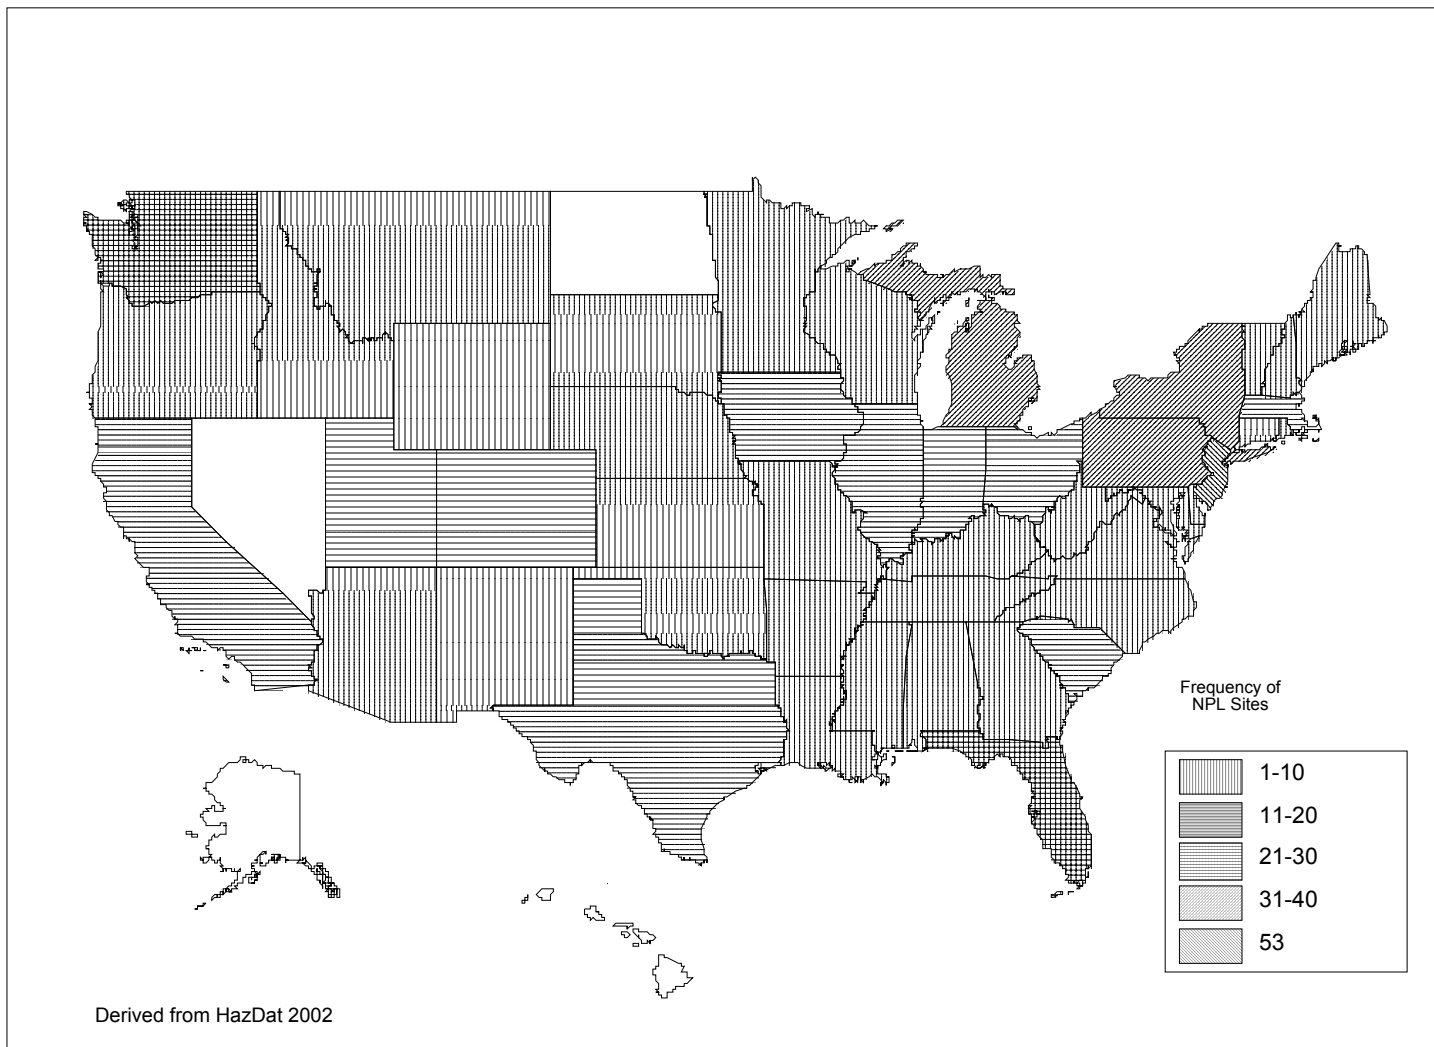 Frequency of
NPL Sites
1-10
11-20
21-30
31-40
53
Derived from HazDat 2002